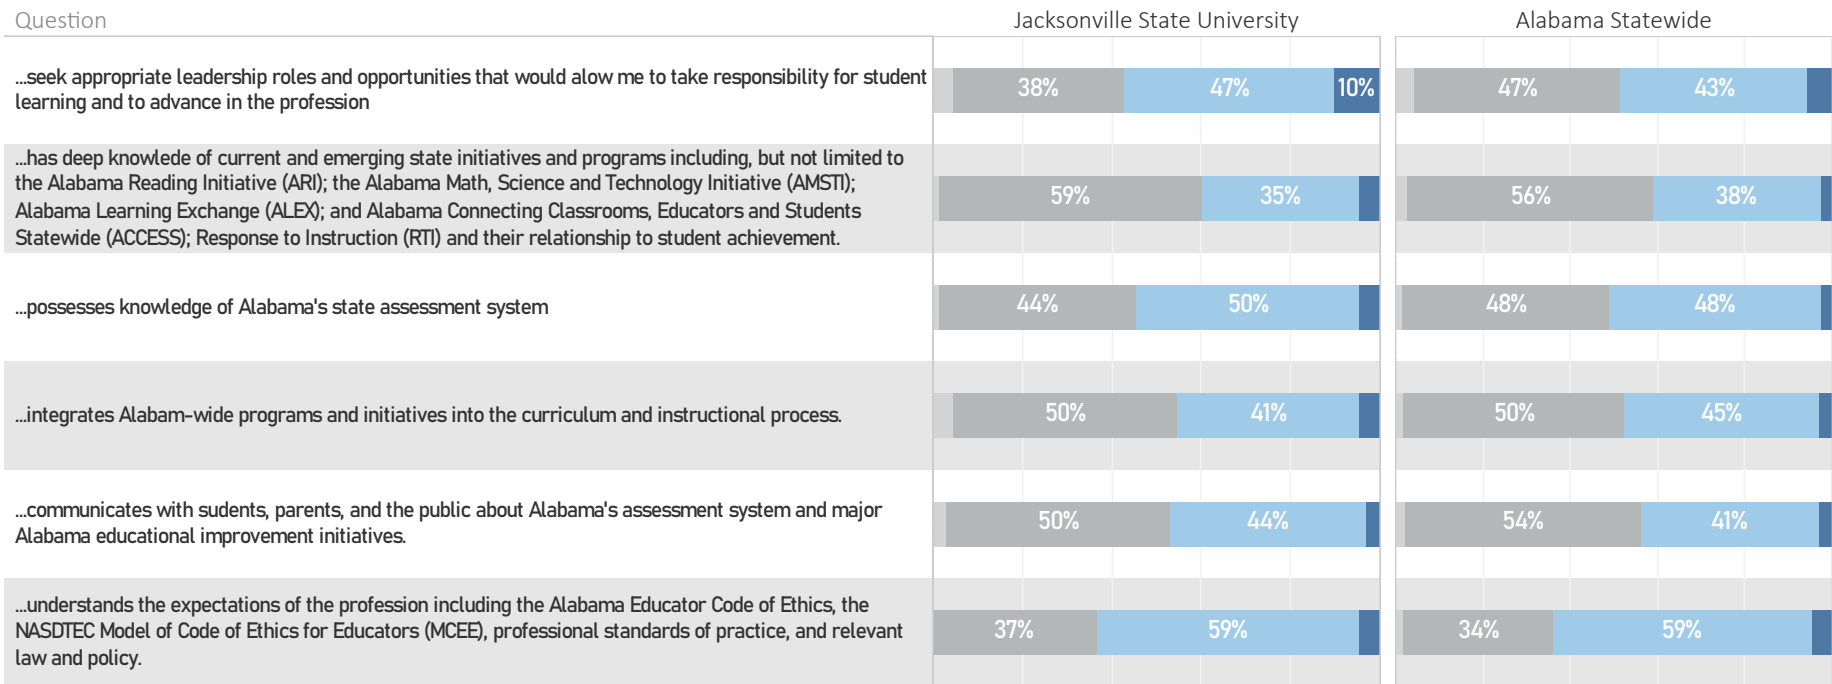 Question Jacksonville State University Alabama Statewide
...seek appropriate leadership roles and opportunities that would alow me to take responsibility for student
learning and to advance in the profession
38% 47% 10% 47% 43%
...has deep knowlede of current and emerging state initiatives and programs including, but not limited to
the Alabama Reading Initiative (ARI); the Alabama Math, Science and Technology Initiative (AMSTI);
Alabama Learning Exchange (ALEX); and Alabama Connecting Classrooms, Educators and Students
Statewide (ACCESS); Response to Instruction (RTI) and their relationship to student achievement.
59% 35% 56% 38%
...possesses knowledge of Alabama's state assessment system
44% 50% 48% 48%
...integrates Alabam-wide programs and initiatives into the curriculum and instructional process.
50% 41% 50% 45%
...communicates with sudents, parents, and the public about Alabama's assessment system and major
Alabama educational improvement initiatives.
50% 44% 54% 41%
...understands the expectations of the profession including the Alabama Educator Code of Ethics, the
NASDTEC Model of Code of Ethics for Educators (MCEE), professional standards of practice, and relevant
law and policy.
37% 59% 34% 59%